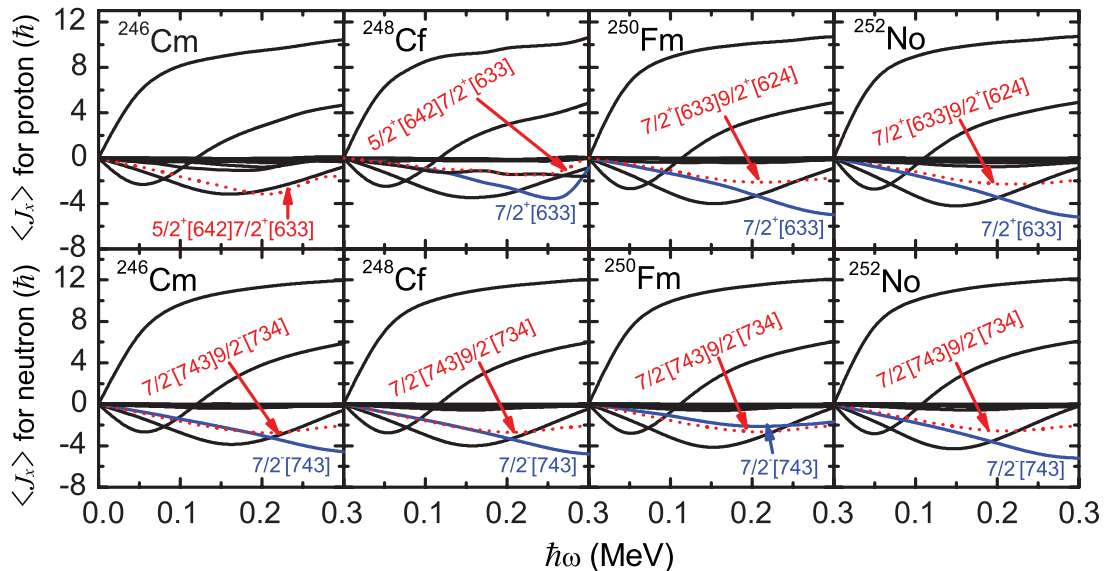 ⟨Jₓ⟩ for proton (ħ)
12
8
4
0
-4
-8
²⁴⁶Cm
5/2⁺[642]7/2⁺[633]
²⁴⁸Cf
5/2⁺[642]7/2⁺[633]
7/2⁺[633]
²⁵⁰Fm
7/2⁺[633]9/2⁺[624]
7/2⁺[633]
²⁵²No
7/2⁺[633]9/2⁺[624]
7/2⁺[633]
⟨Jₓ⟩ for neutron (ħ)
12
8
4
0
-4
-8
²⁴⁶Cm
7/2⁻[743]9/2⁻[734]
7/2⁻[743]
²⁴⁸Cf
7/2⁻[743]9/2⁻[734]
7/2⁻[743]
²⁵⁰Fm
7/2⁻[743]9/2⁻[734]
7/2⁻[743]
²⁵²No
7/2⁻[743]9/2⁻[734]
7/2⁻[743]
0.0 0.1 0.2 0.3 0.1 0.2 0.3 0.1 0.2 0.3 0.1 0.2 0.3
ħω (MeV)